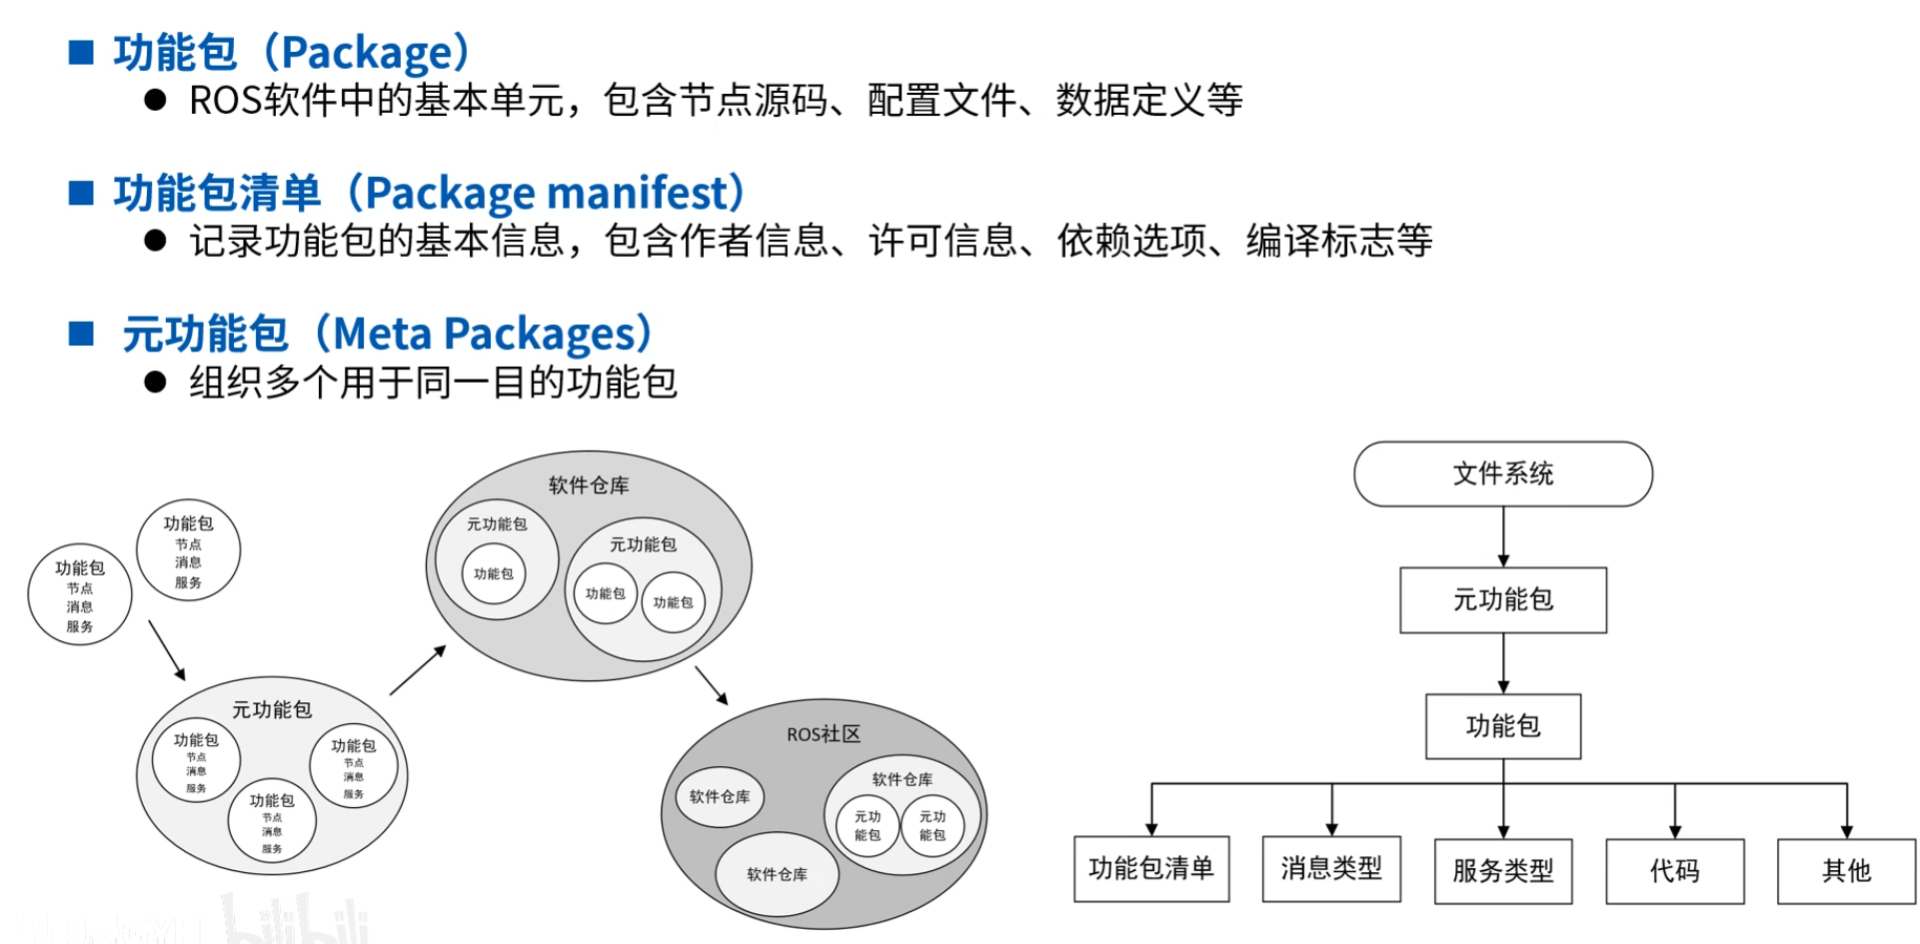 功能包（Package）
ROS软件中的基本单元，包含节点源码、配置文件、数据定义等
功能包清单（Package manifest）
记录功能包的基本信息，包含作者信息、许可信息、依赖选项、编译标志等
元功能包（Meta Packages）
组织多个用于同一目的功能包
功能包
节点
消息
服务
功能包
节点
消息
服务
元功能包
功能包
节点
消息
服务
功能包
节点
消息
服务
功能包
节点
消息
服务
软件仓库
元功能包
功能包
元功能包
功能包
功能包
ROS社区
软件仓库
软件仓库
软件仓库
元功
能包
元功
能包
文件系统
元功能包
功能包
功能包清单
消息类型
服务类型
代码
其他
bilibili